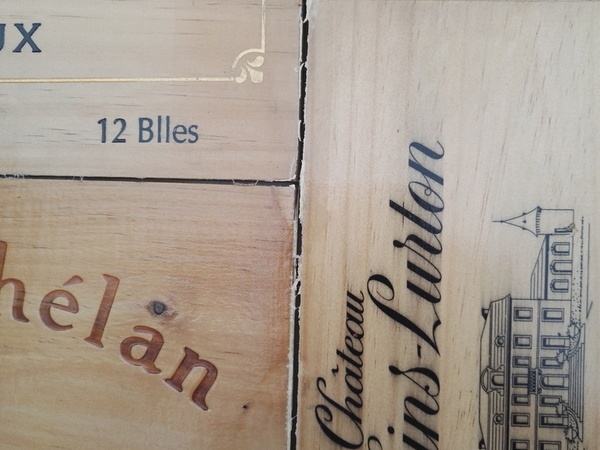 UX
12 Blles
hélan
Château
ins-Lurton